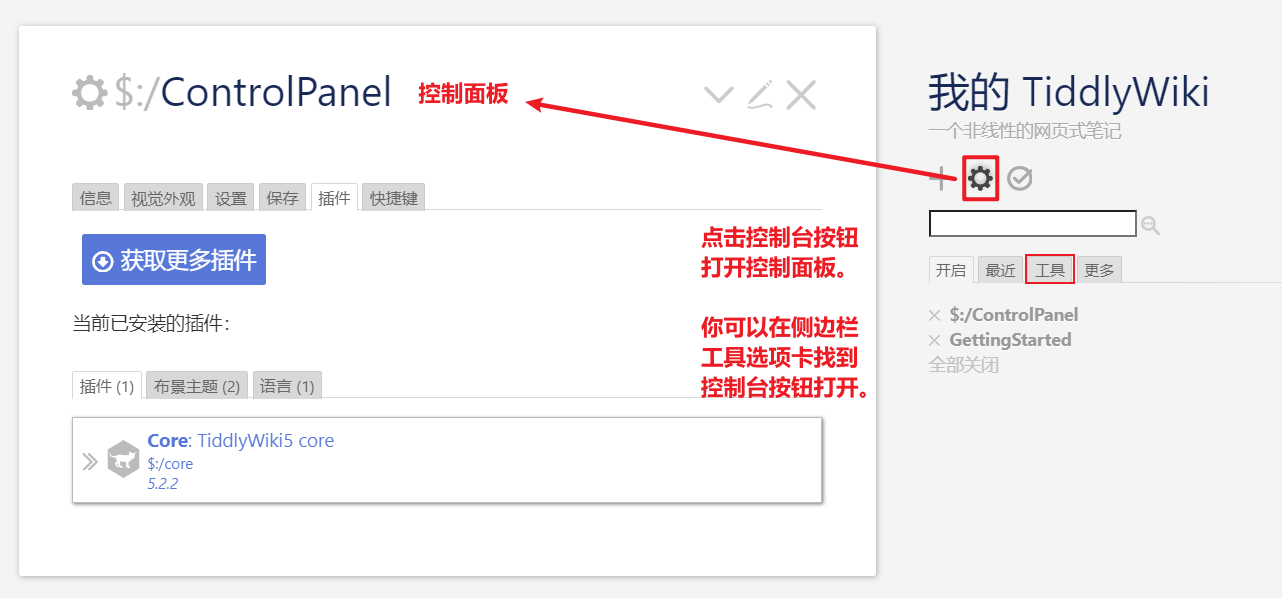 $:/ControlPanel
控制面板
信息 视觉外观 设置 保存 插件 快捷键
获取更多插件
当前已安装的插件：
插件 (1) 布景主题 (2) 语言 (1)
Core: TiddlyWiki5 core
$:/core
5.2.2
点击控制台按钮
打开控制面板。
你可以在侧边栏
工具选项卡找到
控制台按钮打开。
我的 TiddlyWiki
一个非线性的网页式笔记
开启 最近 工具 更多
$:/ControlPanel
GettingStarted
全部关闭